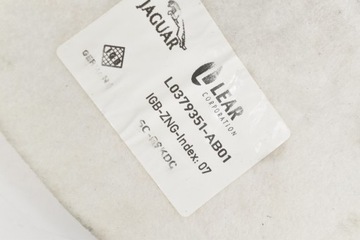 JAGUAR
LEAR
CORPORATION
L0379351-AB01
IGB-ZNG-Index: 07